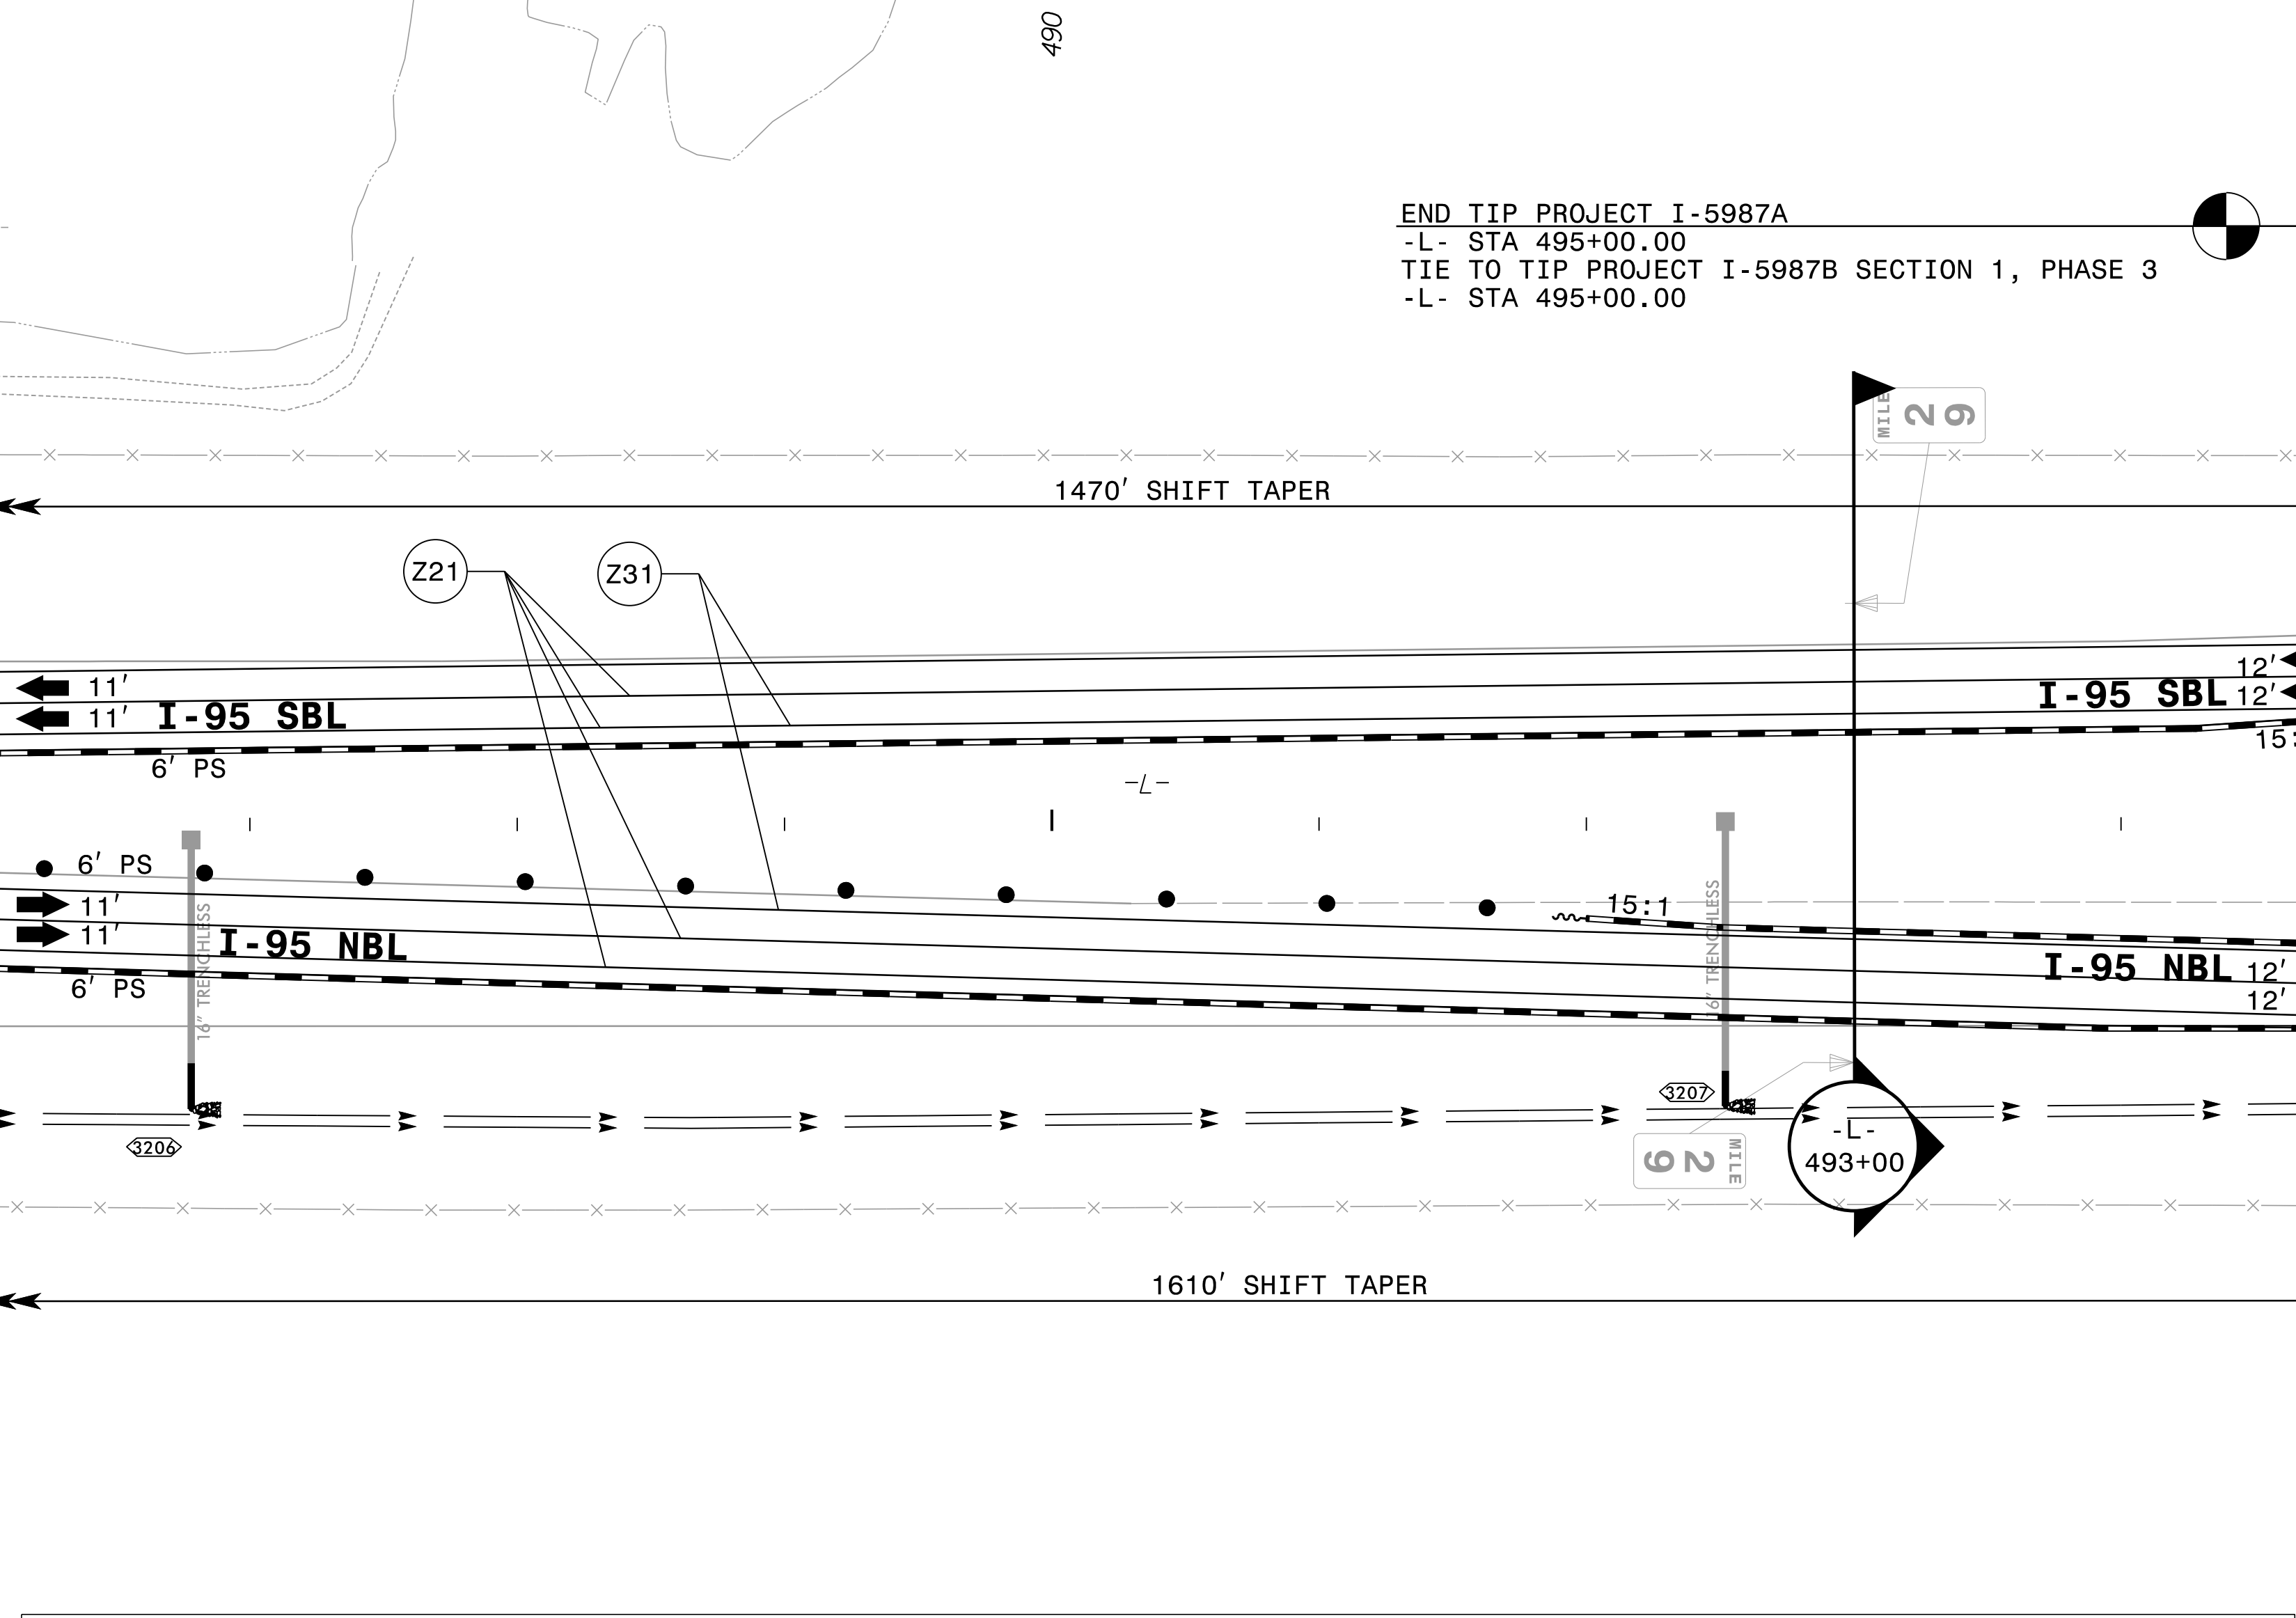 490
END TIP PROJECT I-5987A
-L- STA 495+00.00
TIE TO TIP PROJECT I-5987B SECTION 1, PHASE 3
-L- STA 495+00.00
MILE 29
1470' SHIFT TAPER
Z21
Z31
11'
11'
I-95 SBL
12'
I-95 SBL
12'
15:
6' PS
-L-
6' PS
11'
11'
I-95 NBL
16" TRENCHLESS
6' PS
15:1
16" TRENCHLESS
I-95 NBL
12'
12'
3206
3207
MILE 29
-L-
493+00
1610' SHIFT TAPER